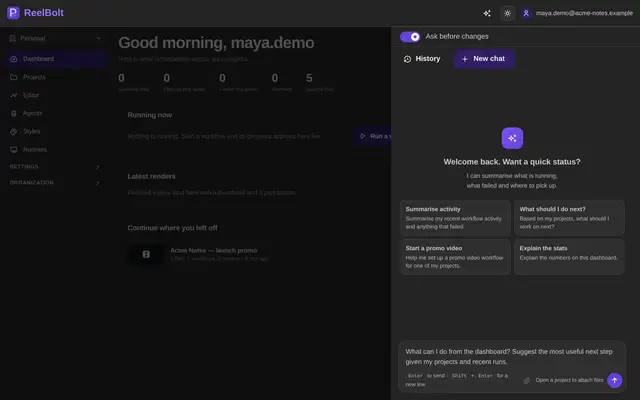 ReelBolt
maya.demo@acme-notes.example
Personal
Dashboard
Projects
Editor
Agents
Styles
Runners
SETTINGS
ORGANIZATION
Good morning, maya.demo
0 0 0 0 5
Running now
Nothing is running. Start a workflow and its progress appears here live.
Run a w
Latest renders
Continue where you left off
Acme Notes — launch promo
Ask before changes
History
New chat
Welcome back. Want a quick status?
I can summarise what is running,
what failed and where to pick up.
Summarise activity
Summarise my recent workflow activity
and anything that failed.
What should I do next?
Based on my projects, what should I
work on next?
Start a promo video
Help me set up a promo video workflow
for one of my projects.
Explain the stats
Explain the numbers on this dashboard.
What can I do from the dashboard? Suggest the most useful next step
given my projects and recent runs.
Enter to send · Shift + Enter for a
new line
Open a project to attach files